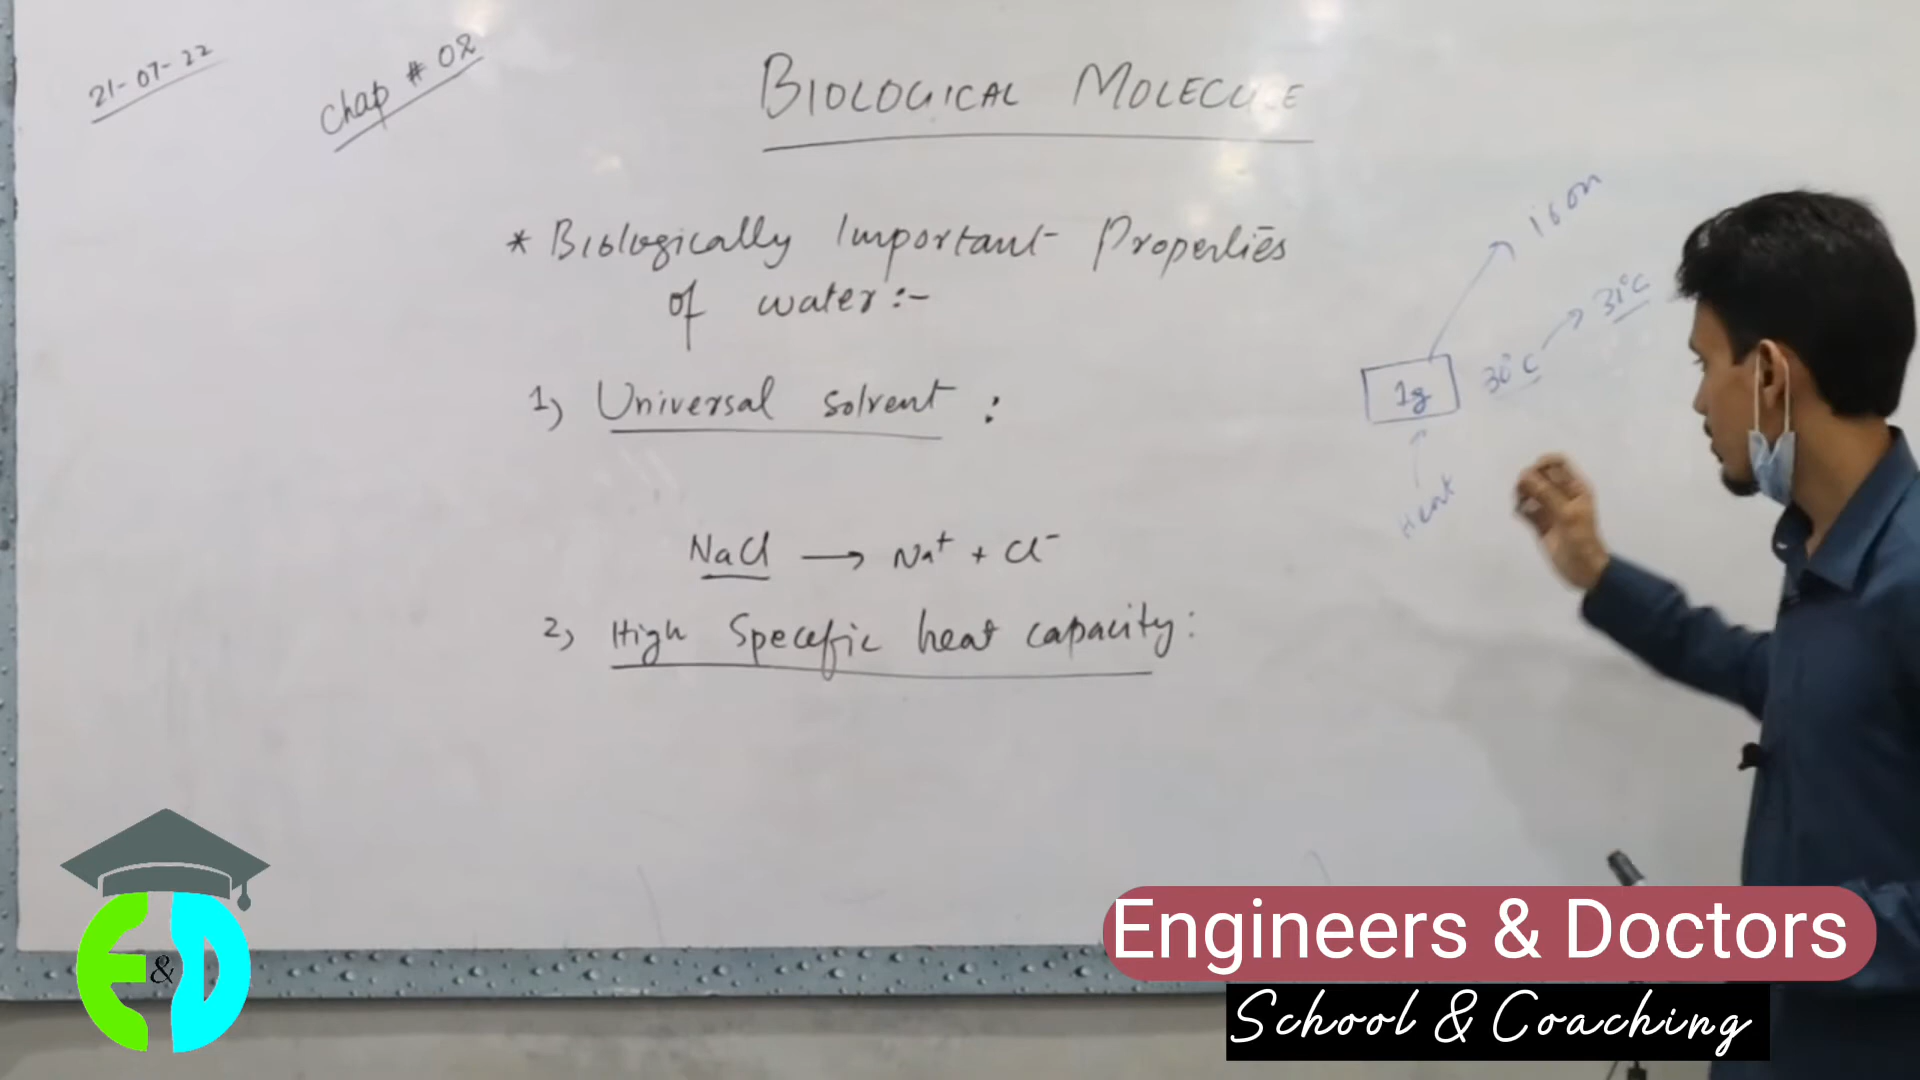 21-07-22
Chap # 02
BIOLOGICAL MOLECULE
* Biologically Important Properties
of water :-
1) Universal solvent :
NaCl → Na⁺ + Cl⁻
2) High Specefic heat capacity :
1g
30°C → 31°C
Heat
E&D
Engineers & Doctors
School & Coaching